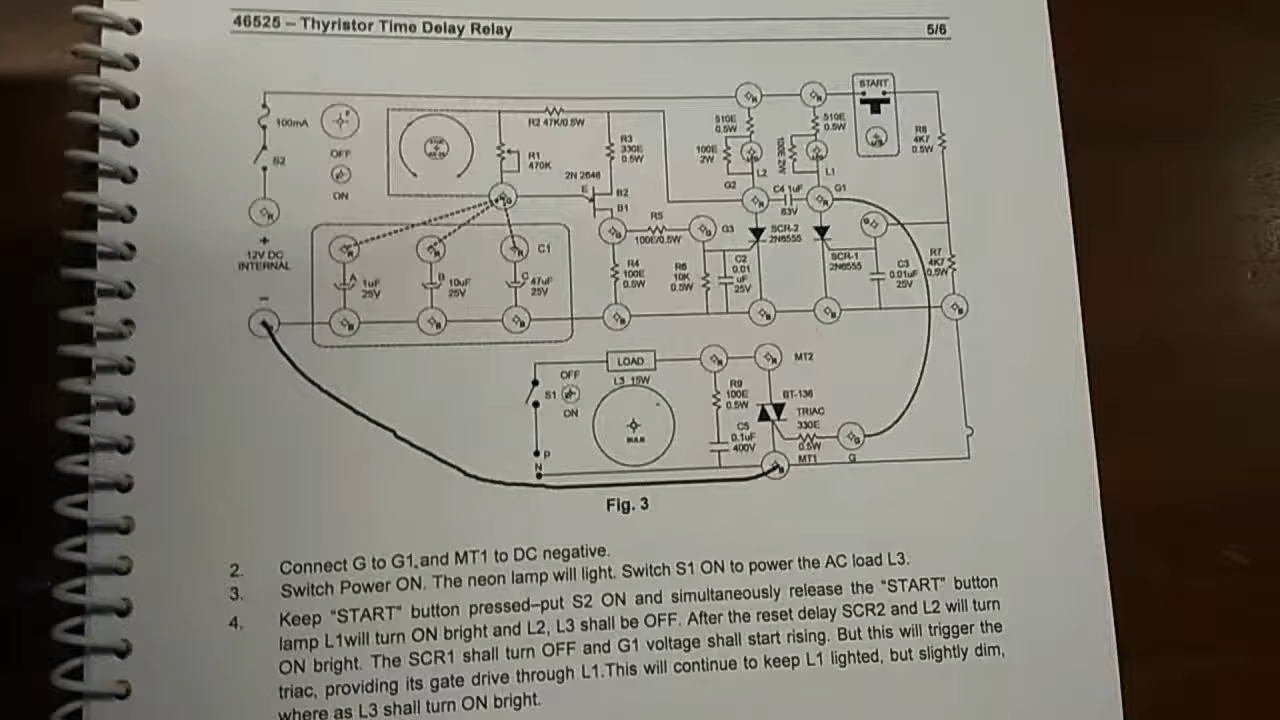 46525 – Thyristor Time Delay Relay
5/6
START
100mA
S2
OFF
ON
R2 47K/0.5W
R1
470K
R3
330E
0.5W
2N 2646
E
B2
B1
510E
0.5W
510E
0.5W
100E
2W
100E 2W
L2
L1
G2
G1
C4 1uF
63V
R8
4K7
0.5W
12V DC
INTERNAL
+
–
A
1uF
25V
B
10uF
25V
C1
C
47uF
25V
R5
100E/0.5W
G3
R4
100E
0.5W
R6
10K
0.5W
C2
0.01
uF
25V
SCR-2
2N6555
SCR-1
2N6555
C3
0.01uF
25V
R7
4K7
0.5W
LOAD
L3 15W
OFF
S1
ON
P
N
R9
100E
0.5W
C5
0.1uF
400V
MT2
BT-136
TRIAC
330E
0.5W
MT1
G
Fig. 3
2. Connect G to G1, and MT1 to DC negative.
3. Switch Power ON. The neon lamp will light. Switch S1 ON to power the AC load L3.
4. Keep "START" button pressed–put S2 ON and simultaneously release the "START" button
lamp L1will turn ON bright and L2, L3 shall be OFF. After the reset delay SCR2 and L2 will turn
ON bright. The SCR1 shall turn OFF and G1 voltage shall start rising. But this will trigger the
triac, providing its gate drive through L1.This will continue to keep L1 lighted, but slightly dim,
where as L3 shall turn ON bright.